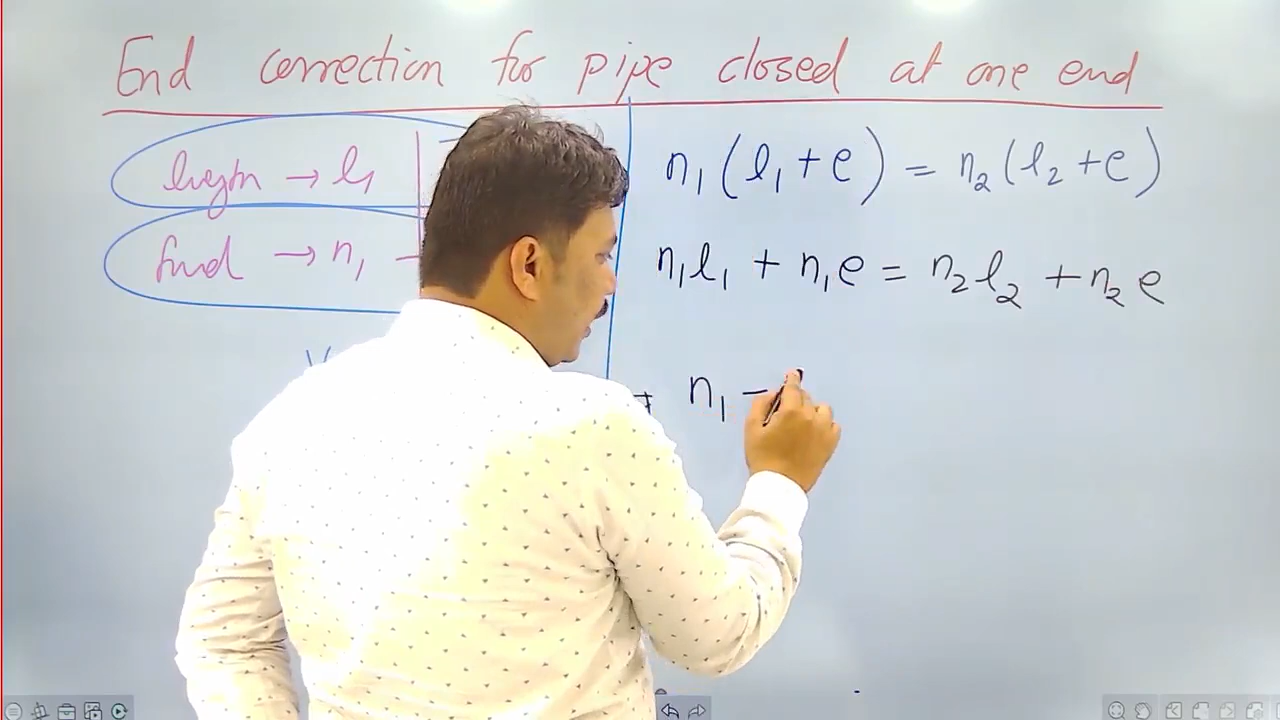 End correction for pipe closed at one end
length → l₁
fund → n₁ -
n₁(l₁+e) = n₂(l₂+e)
n₁l₁ + n₁e = n₂l₂ + n₂e
n₁ -